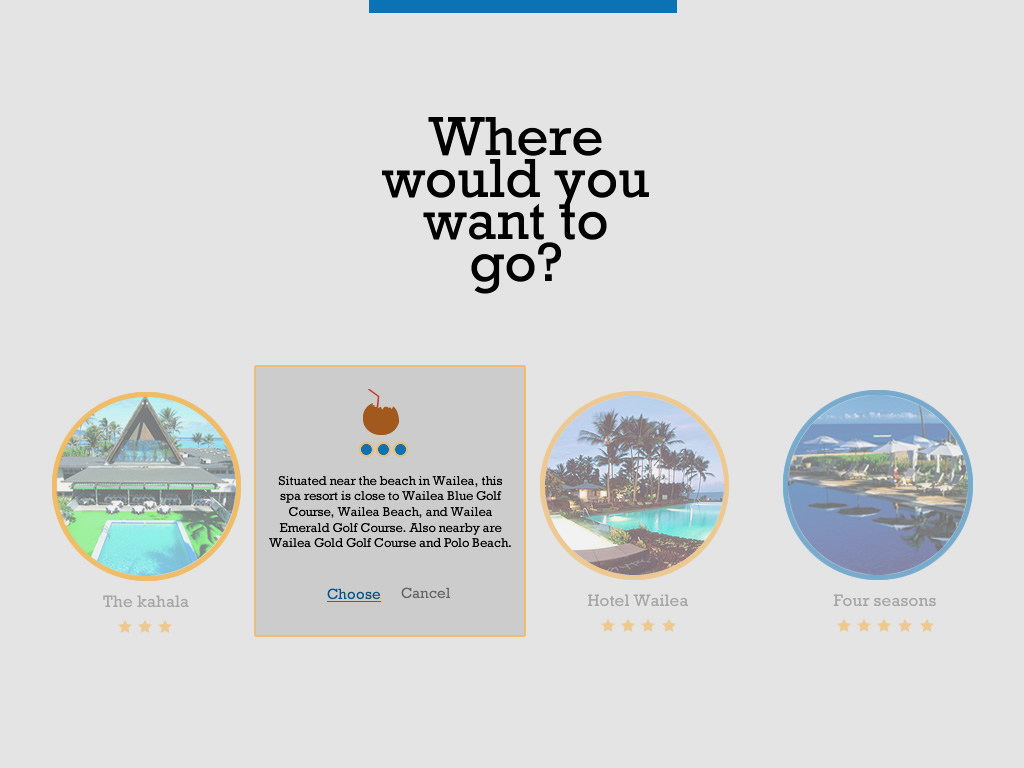 Where
would you
want to
go?
Situated near the beach in Wailea, this
spa resort is close to Wailea Blue Golf
Course, Wailea Beach, and Wailea
Emerald Golf Course. Also nearby are
Wailea Gold Golf Course and Polo Beach.
Choose Cancel
The kahala
Hotel Wailea
Four seasons